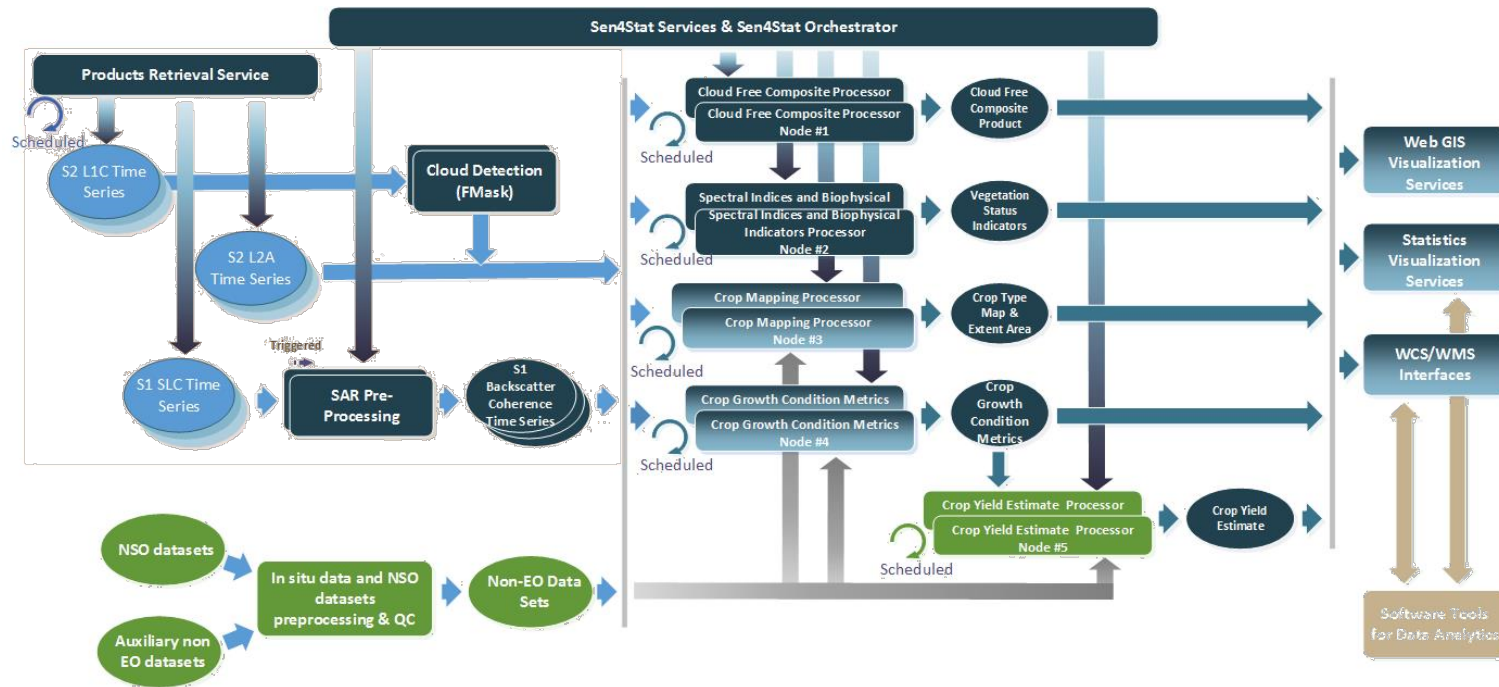 Sen4Stat Services & Sen4Stat Orchestrator
Products Retrieval Service
Scheduled
S2 L1C Time
Series
S2 L2A
Time Series
Cloud Detection
(FMask)
S1 SLC Time
Series
Triggered
SAR Pre-
Processing
S1
Backscatter
Coherence
Time Series
NSO datasets
Auxiliary non
EO datasets
In situ data and NSO
datasets
preprocessing & QC
Non-EO Data
Sets
Cloud Free Composite Processor
Cloud Free Composite Processor
Node #1
Scheduled
Cloud Free
Composite
Product
Spectral Indices and Biophysical
Spectral Indices and Biophysical
Indicators Processor
Node #2
Scheduled
Vegetation
Status
Indicators
Crop Mapping Processor
Crop Mapping Processor
Node #3
Scheduled
Crop Type
Map &
Extent Area
Crop Growth Condition Metrics
Crop Growth Condition Metrics
Node #4
Scheduled
Crop
Growth
Condition
Metrics
Crop Yield Estimate Processor
Crop Yield Estimate Processor
Node #5
Scheduled
Crop Yield
Estimate
Web GIS
Visualization
Services
Statistics
Visualization
Services
WCS/WMS
Interfaces
Software Tools
for Data Analytics